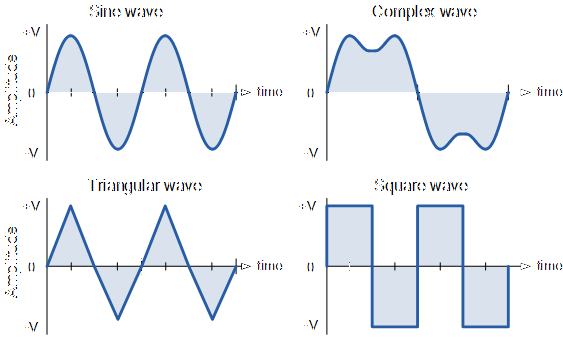 Sine wave
Complex wave
+V
+V
Amplitude
0
time
0
time
-V
-V
Triangular wave
Square wave
+V
+V
Amplitude
0
time
0
time
-V
-V